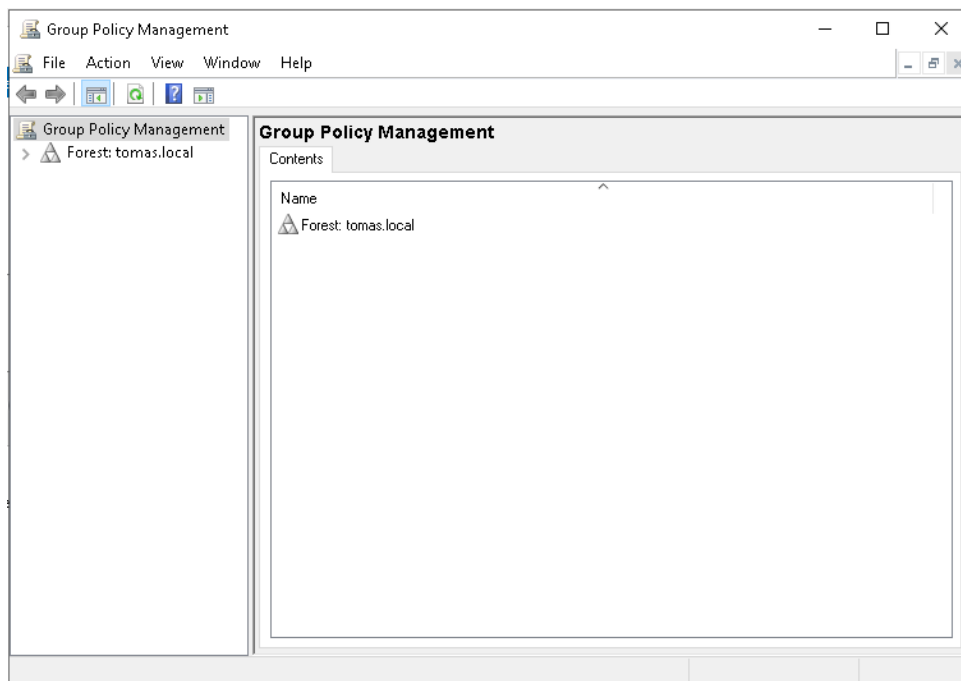 Group Policy Management
File Action View Window Help
Group Policy Management
Forest: tomas.local
Group Policy Management
Contents
Name
Forest: tomas.local